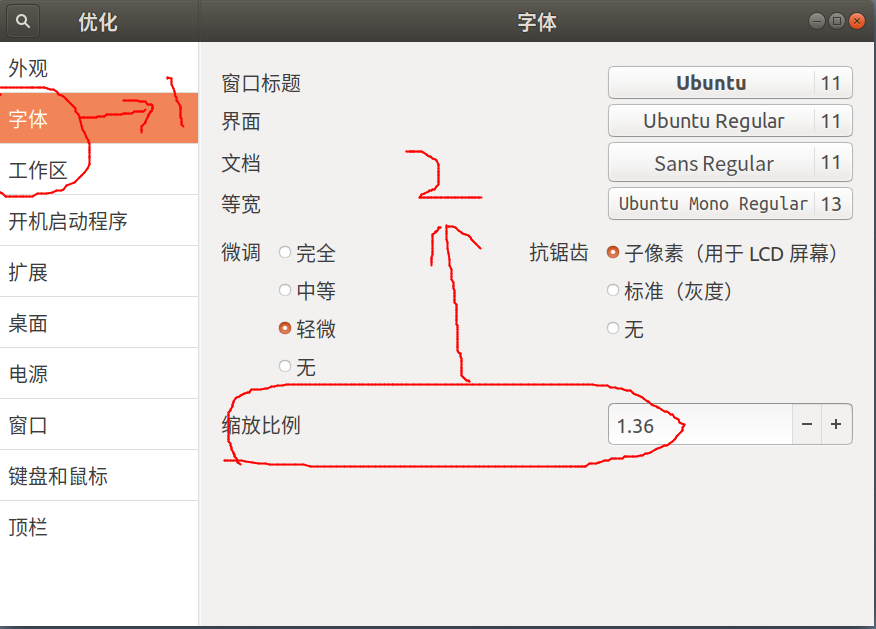 优化
字体
外观
字体
工作区
开机启动程序
扩展
桌面
电源
窗口
键盘和鼠标
顶栏
窗口标题 Ubuntu 11
界面 Ubuntu Regular 11
文档 Sans Regular 11
等宽 Ubuntu Mono Regular 13
微调 完全 抗锯齿 子像素（用于 LCD 屏幕）
中等 标准（灰度）
轻微 无
无
缩放比例 1.36 − +
1
2